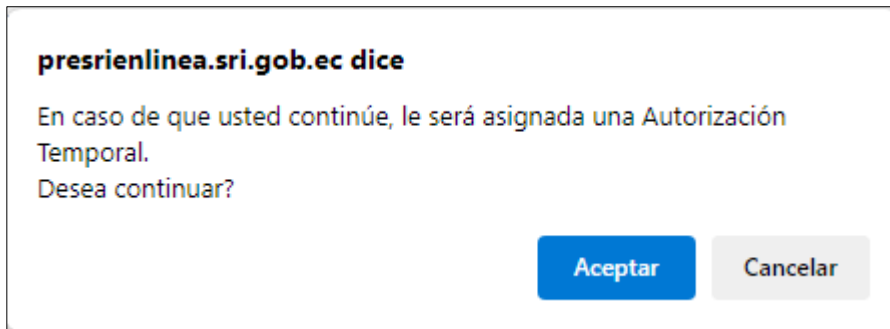 presrienlinea.sri.gob.ec dice
En caso de que usted continúe, le será asignada una Autorización
Temporal.
Desea continuar?
Aceptar
Cancelar